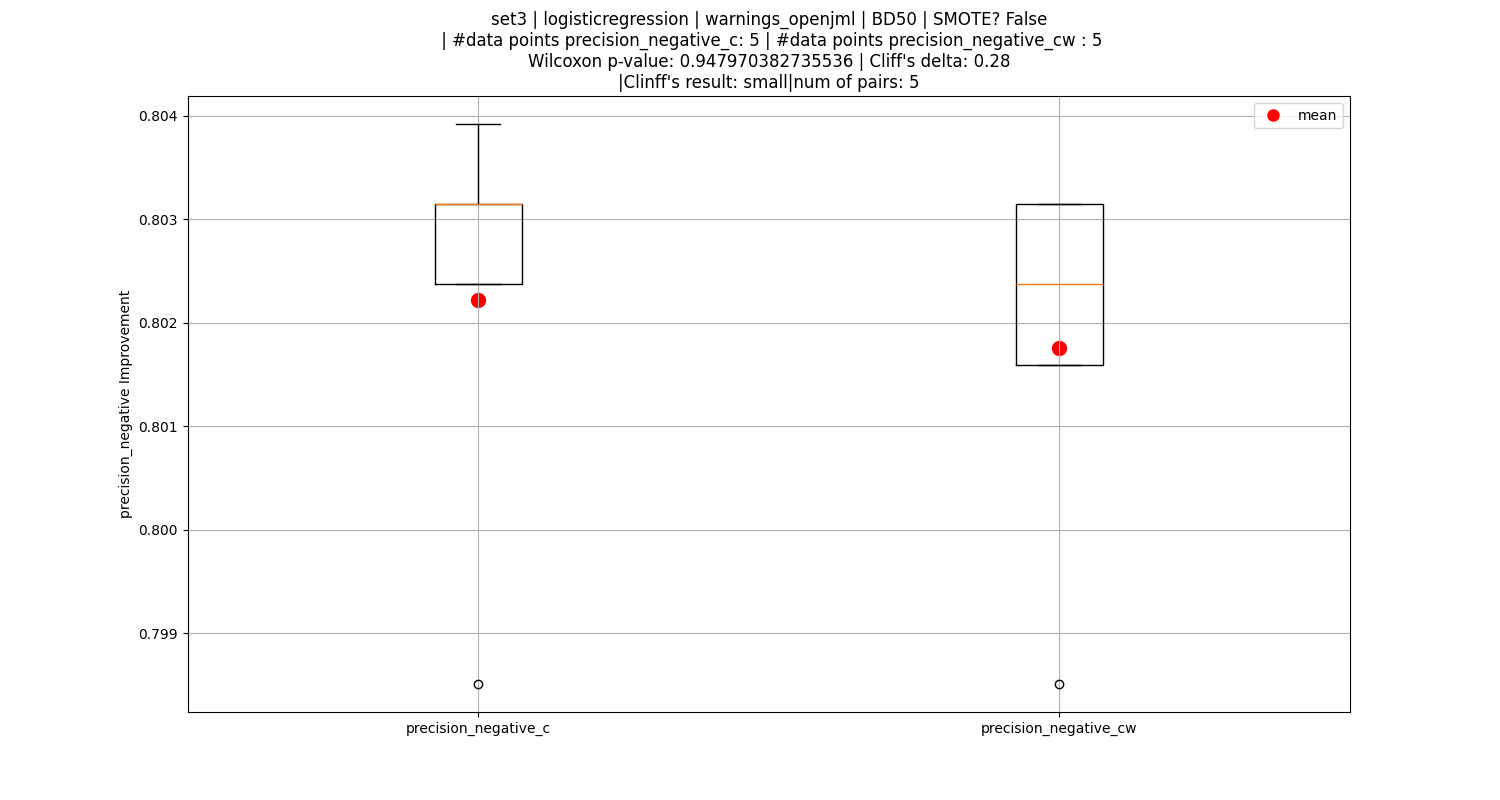 set3 | logisticregression | warnings_openjml | BD50 | SMOTE? False
| #data points precision_negative_c: 5 | #data points precision_negative_cw : 5
Wilcoxon p-value: 0.947970382735536 | Cliff's delta: 0.28
|Clinff's result: small|num of pairs: 5
mean
0.804
0.803
0.802
0.801
0.800
0.799
precision_negative Improvement
precision_negative_c
precision_negative_cw